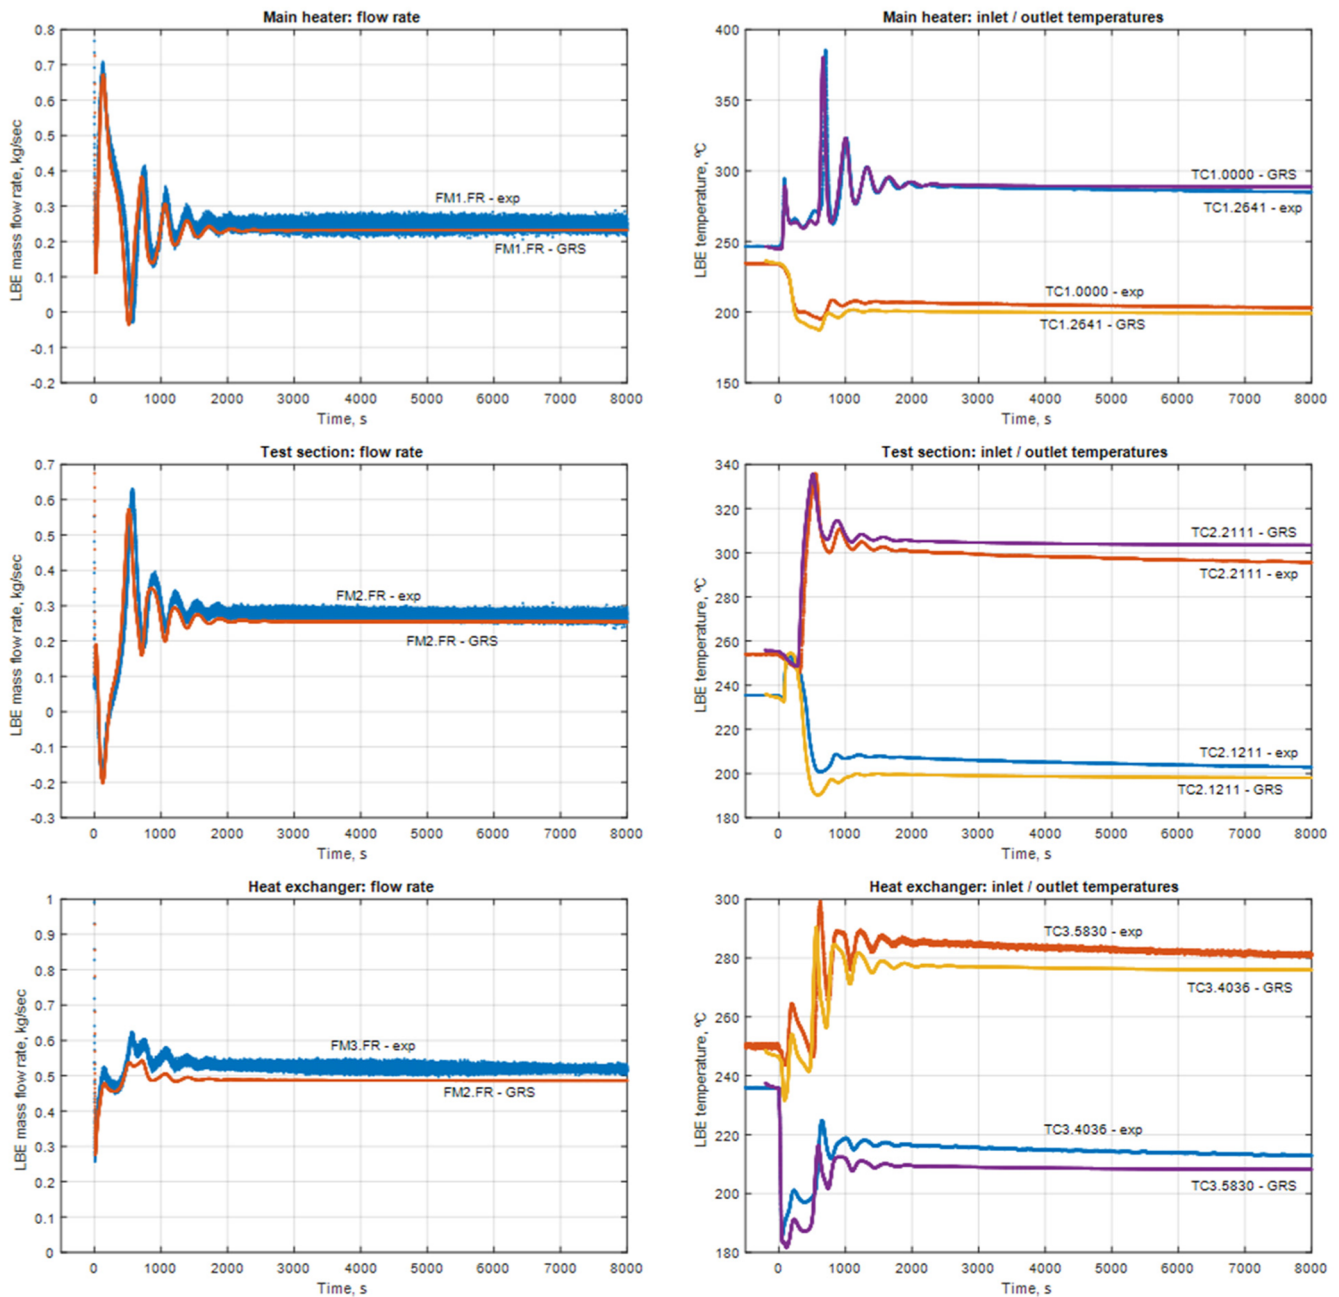 Main heater: flow rate
LBE mass flow rate, kg/sec
0.8
0.7
0.6
0.5
0.4
0.3
0.2
0.1
0
-0.1
-0.2
FM1.FR - exp
FM1.FR - GRS
0 1000 2000 3000 4000 5000 6000 7000 8000
Time, s
Main heater: inlet / outlet temperatures
LBE temperature, ºC
400
350
300
250
200
150
TC1.0000 - GRS
TC1.2641 - exp
TC1.0000 - exp
TC1.2641 - GRS
0 1000 2000 3000 4000 5000 6000 7000 8000
Time, s
Test section: flow rate
LBE mass flow rate, kg/sec
0.7
0.6
0.5
0.4
0.3
0.2
0.1
0
-0.1
-0.2
-0.3
FM2.FR - exp
FM2.FR - GRS
0 1000 2000 3000 4000 5000 6000 7000 8000
Time, s
Test section: inlet / outlet temperatures
LBE temperature, ºC
340
320
300
280
260
240
220
200
180
TC2.2111 - GRS
TC2.2111 - exp
TC2.1211 - exp
TC2.1211 - GRS
0 1000 2000 3000 4000 5000 6000 7000 8000
Time, s
Heat exchanger: flow rate
LBE mass flow rate, kg/sec
1
0.9
0.8
0.7
0.6
0.5
0.4
0.3
0.2
0.1
0
FM3.FR - exp
FM2.FR - GRS
0 1000 2000 3000 4000 5000 6000 7000 8000
Time, s
Heat exchanger: inlet / outlet temperatures
LBE temperature, ºC
300
280
260
240
220
200
180
TC3.5830 - exp
TC3.4036 - GRS
TC3.4036 - exp
TC3.5830 - GRS
0 1000 2000 3000 4000 5000 6000 7000 8000
Time, s